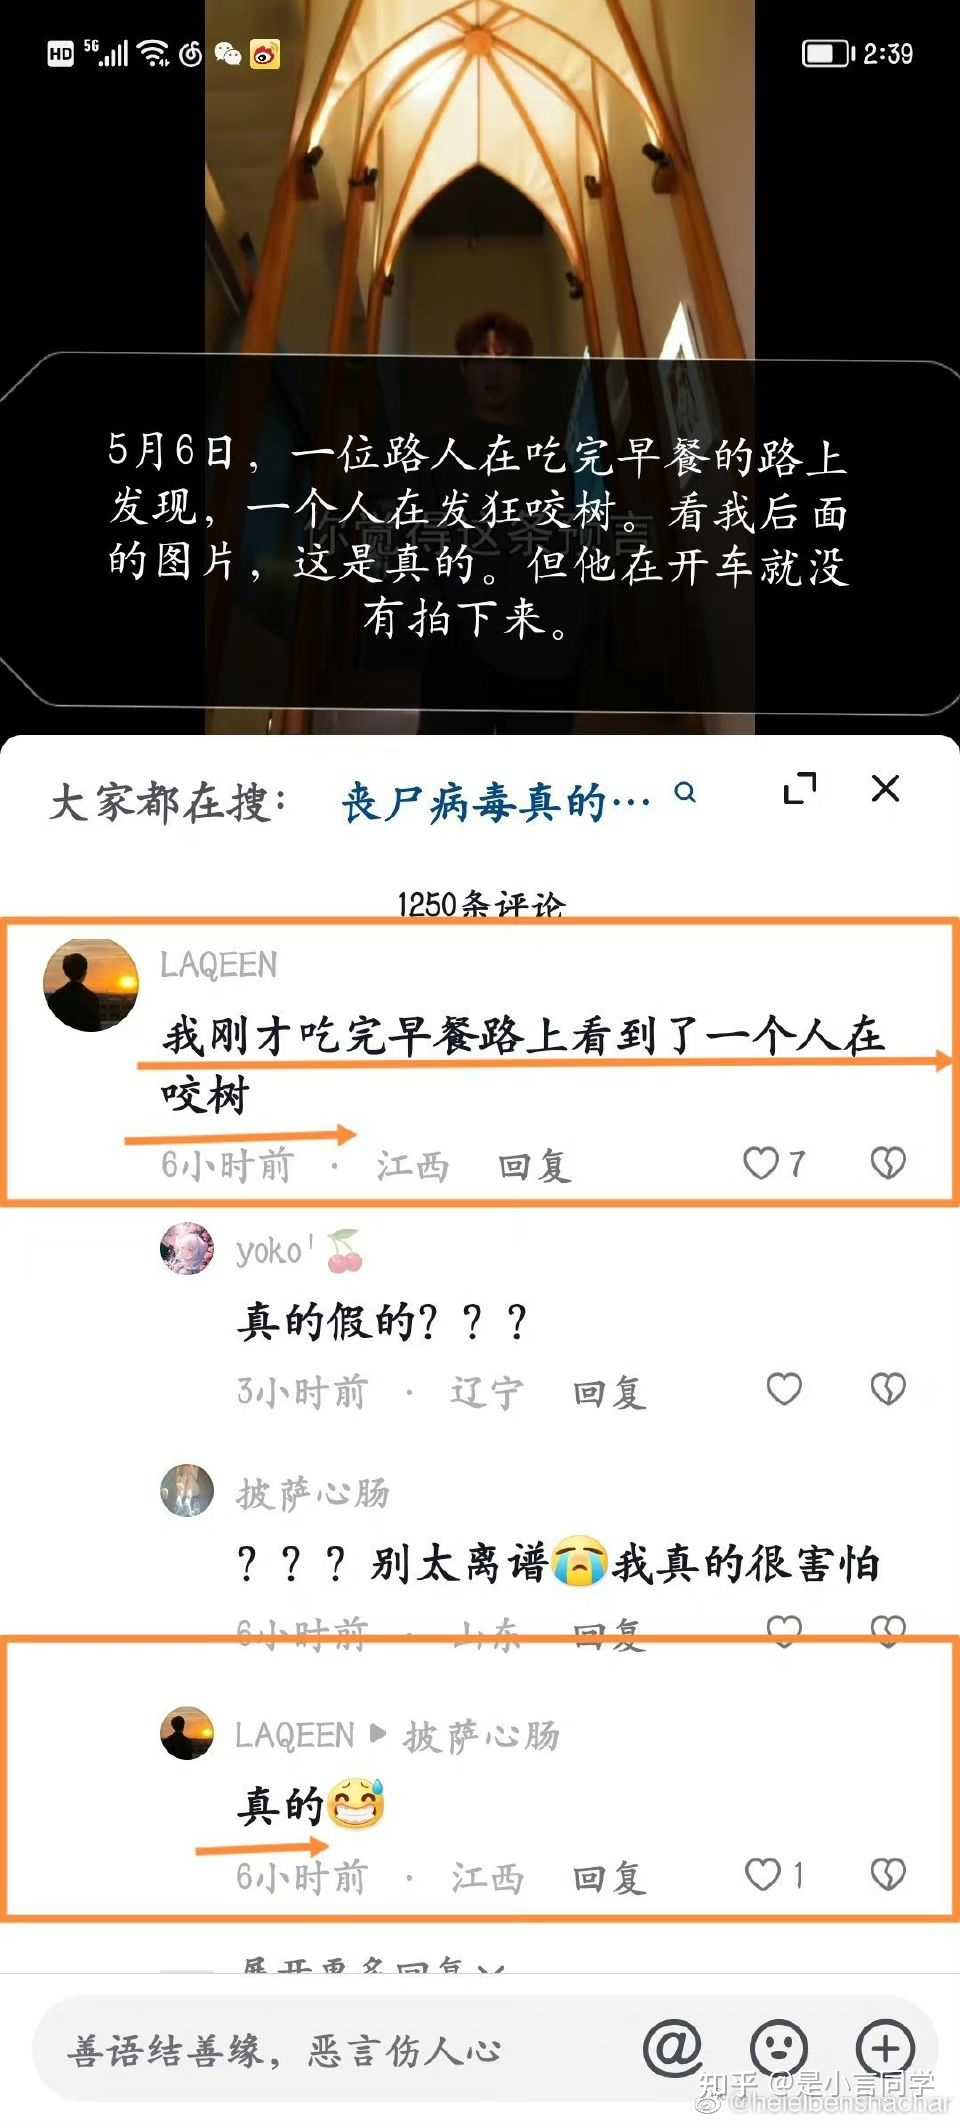 HD 5G 2:39
你觉得这条预言
5月6日，一位路人在吃完早餐的路上
发现，一个人在发狂咬树。看我后面
的图片，这是真的。但他在开车就没
有拍下来。
大家都在搜： 丧尸病毒真的…
1250条评论
LAQEEN
我刚才吃完早餐路上看到了一个人在
咬树
6小时前 · 江西 回复 7
yoko'
真的假的？？？
3小时前 · 辽宁 回复
披萨心肠
？？？别太离谱😭我真的很害怕
6小时前 · 山东 回复
LAQEEN ▶ 披萨心肠
真的😅
6小时前 · 江西 回复 1
展开更多回复
善语结善缘，恶言伤人心 @
知乎 @是小言同学
@heielbenshachar